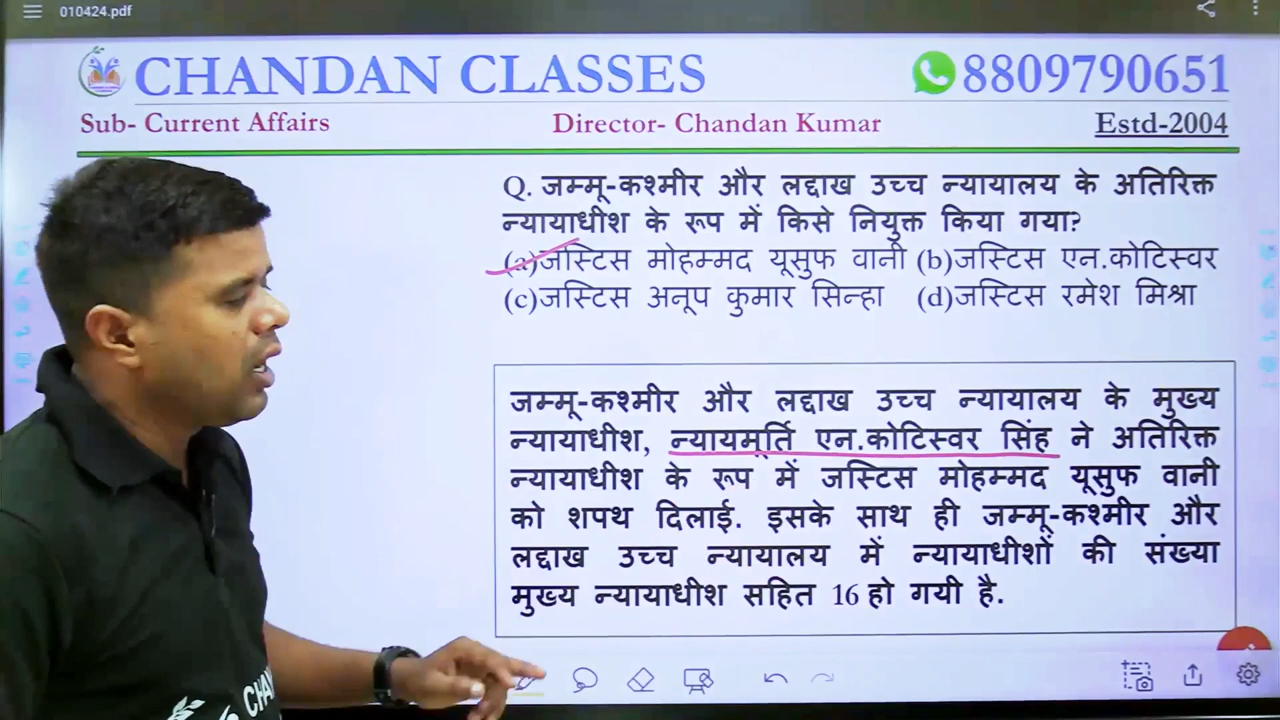 010424.pdf
CHANDAN CLASSES
8809790651
Sub- Current Affairs
Director- Chandan Kumar
Estd-2004
Q. जम्मू-कश्मीर और लद्दाख उच्च न्यायालय के अतिरिक्त
न्यायाधीश के रूप में किसे नियुक्त किया गया?
(a)जस्टिस मोहम्मद यूसुफ वानी (b)जस्टिस एन.कोटिस्वर
(c)जस्टिस अनूप कुमार सिन्हा (d)जस्टिस रमेश मिश्रा
जम्मू-कश्मीर और लद्दाख उच्च न्यायालय के मुख्य
न्यायाधीश, न्यायमूर्ति एन.कोटिस्वर सिंह ने अतिरिक्त
न्यायाधीश के रूप में जस्टिस मोहम्मद यूसुफ वानी
को शपथ दिलाई. इसके साथ ही जम्मू-कश्मीर और
लद्दाख उच्च न्यायालय में न्यायाधीशों की संख्या
मुख्य न्यायाधीश सहित 16 हो गयी है.